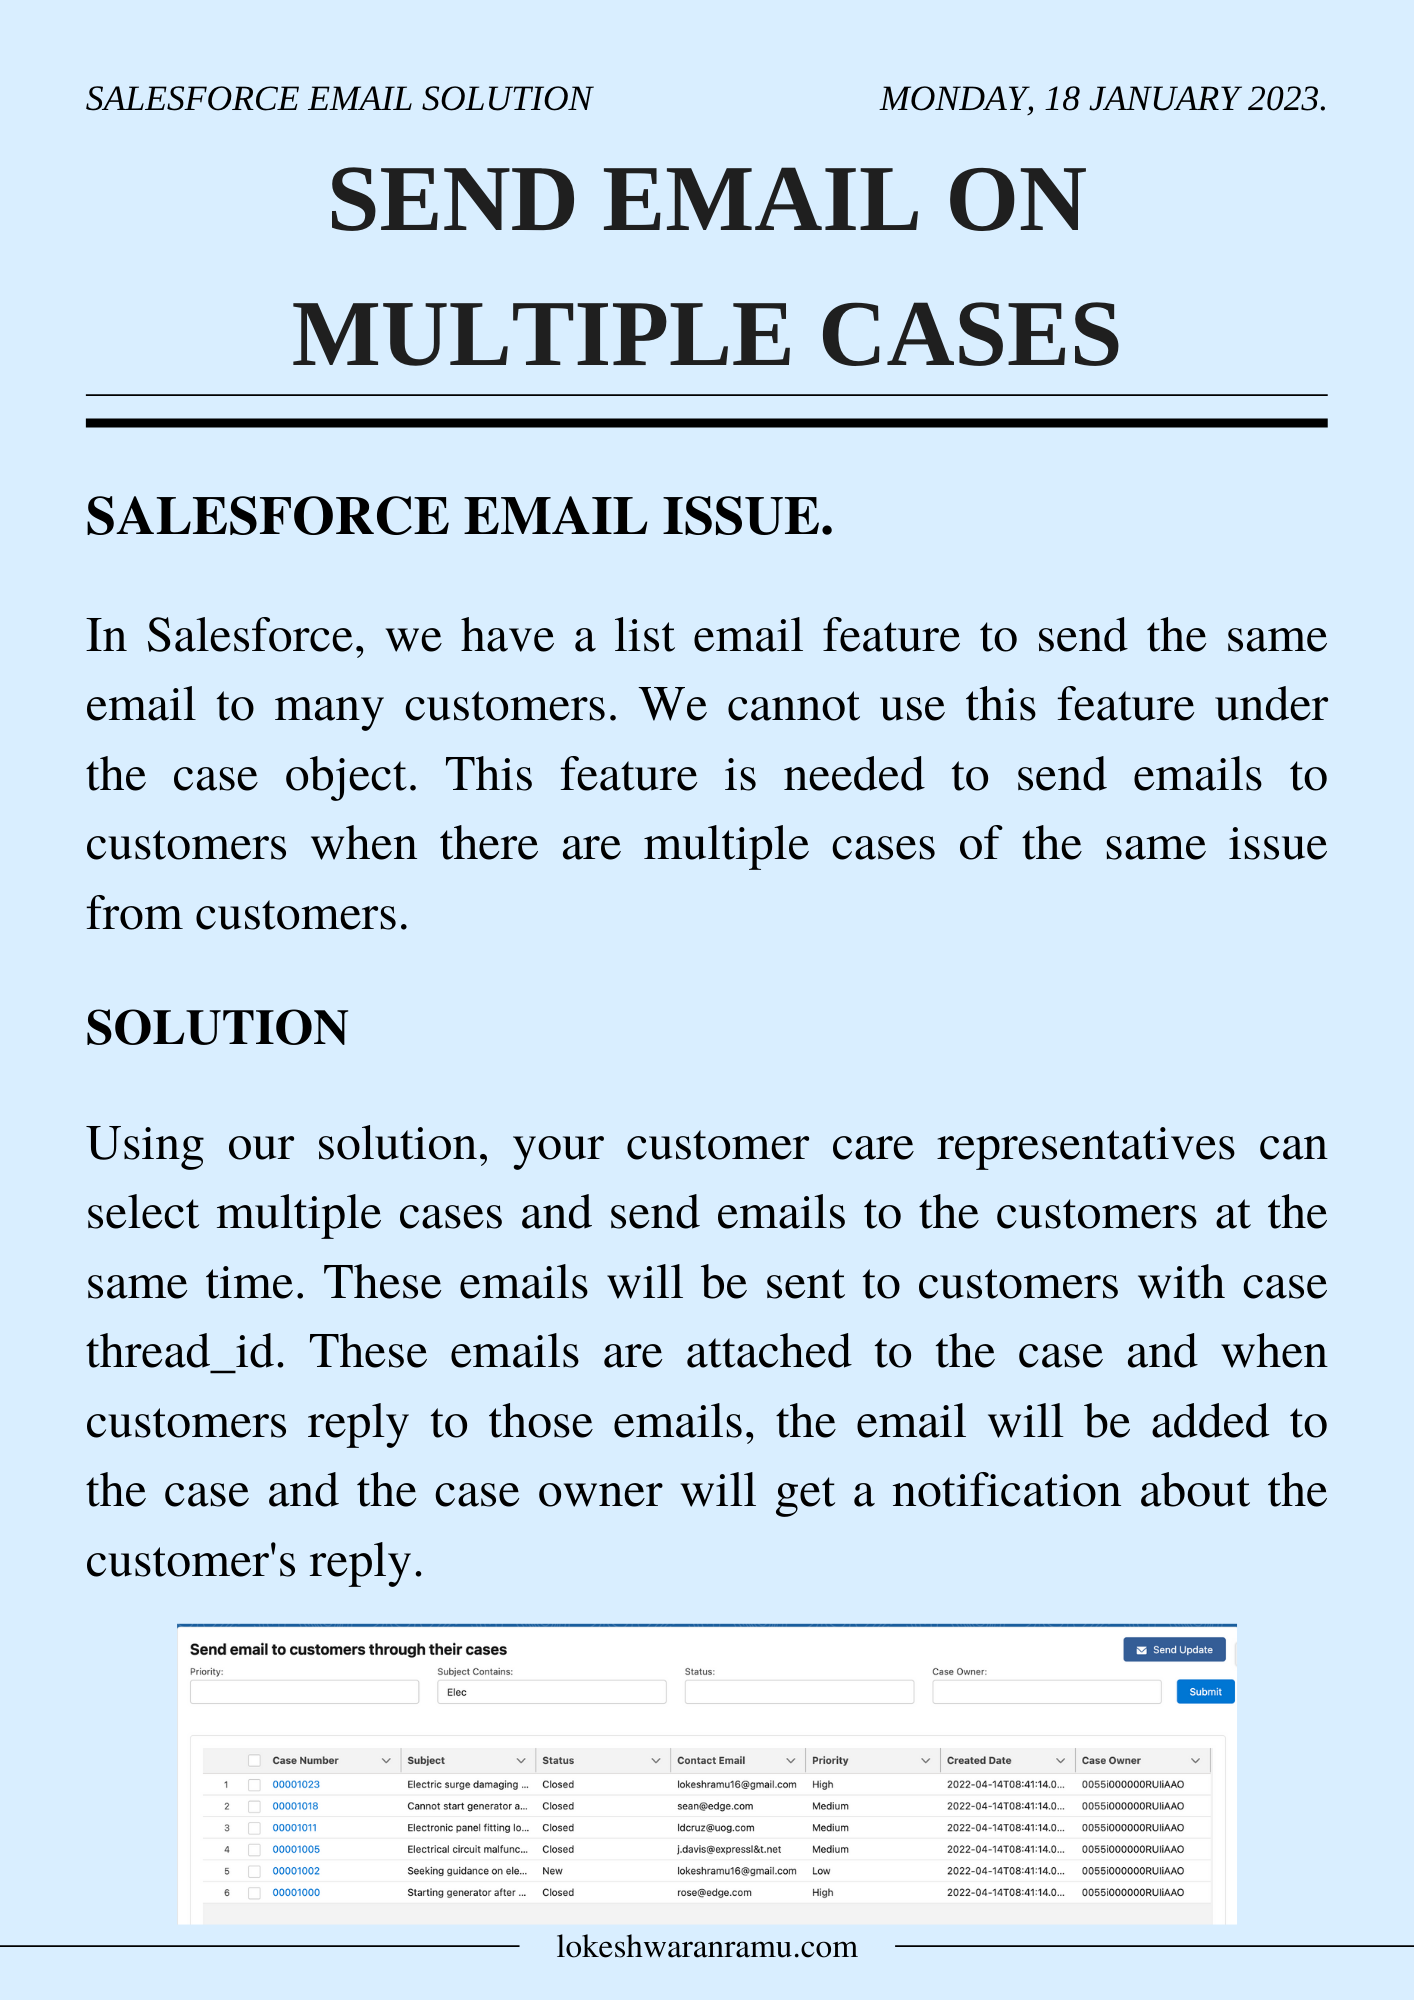 SALESFORCE EMAIL SOLUTION MONDAY, 18 JANUARY 2023.
SEND EMAIL ON
MULTIPLE CASES
SALESFORCE EMAIL ISSUE.
In Salesforce, we have a list email feature to send the same
email to many customers. We cannot use this feature under
the case object. This feature is needed to send emails to
customers when there are multiple cases of the same issue
from customers.
SOLUTION
Using our solution, your customer care representatives can
select multiple cases and send emails to the customers at the
same time. These emails will be sent to customers with case
thread_id. These emails are attached to the case and when
customers reply to those emails, the email will be added to
the case and the case owner will get a notification about the
customer's reply.
Send email to customers through their cases Send Update
Priority: Subject Contains: Status: Case Owner:
Elec Submit
Case Number Subject Status Contact Email Priority Created Date Case Owner
1 00001023 Electric surge damaging ... Closed lokeshramu16@gmail.com High 2022-04-14T08:41:14.0... 0055i000000RUIiAAO
2 00001018 Cannot start generator a... Closed sean@edge.com Medium 2022-04-14T08:41:14.0... 0055i000000RUIiAAO
3 00001011 Electronic panel fitting lo... Closed ldcruz@uog.com Medium 2022-04-14T08:41:14.0... 0055i000000RUIiAAO
4 00001005 Electrical circuit malfunc... Closed j.davis@expressl&t.net Medium 2022-04-14T08:41:14.0... 0055i000000RUIiAAO
5 00001002 Seeking guidance on ele... New lokeshramu16@gmail.com Low 2022-04-14T08:41:14.0... 0055i000000RUIiAAO
6 00001000 Starting generator after ... Closed rose@edge.com High 2022-04-14T08:41:14.0... 0055i000000RUIiAAO
lokeshwaranramu.com